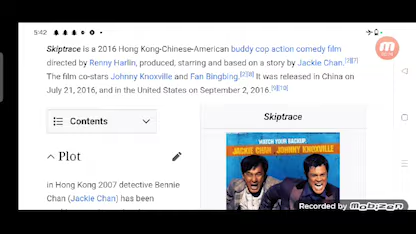 5:42
Skiptrace is a 2016 Hong Kong-Chinese-American buddy cop action comedy film
directed by Renny Harlin, produced, starring and based on a story by Jackie Chan.[3][7]
The film co-stars Johnny Knoxville and Fan Bingbing.[2][8] It was released in China on
July 21, 2016, and in the United States on September 2, 2016.[9][10]
Contents
Skiptrace
Plot
WATCH YOUR BACKUP.
JACKIE CHAN JOHNNY KNOXVILLE
in Hong Kong 2007 detective Bennie
Chan (Jackie Chan) has been
Recorded by Mobizen